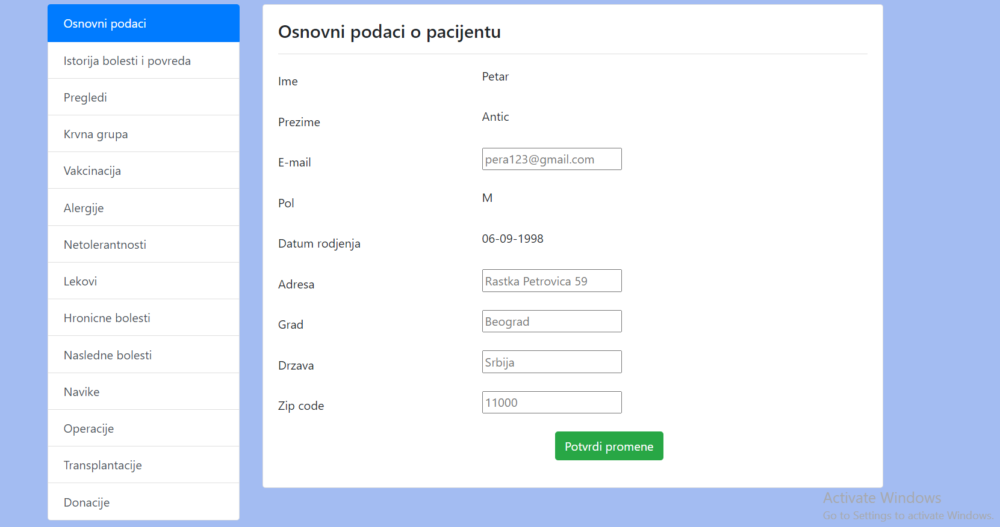 Osnovni podaci
Istorija bolesti i povreda
Pregledi
Krvna grupa
Vakcinacija
Alergije
Netolerantnosti
Lekovi
Hronicne bolesti
Nasledne bolesti
Navike
Operacije
Transplantacije
Donacije
Osnovni podaci o pacijentu
Ime Petar
Prezime Antic
E-mail pera123@gmail.com
Pol M
Datum rodjenja 06-09-1998
Adresa Rastka Petrovica 59
Grad Beograd
Drzava Srbija
Zip code 11000
Potvrdi promene
Activate Windows
Go to Settings to activate Windows.